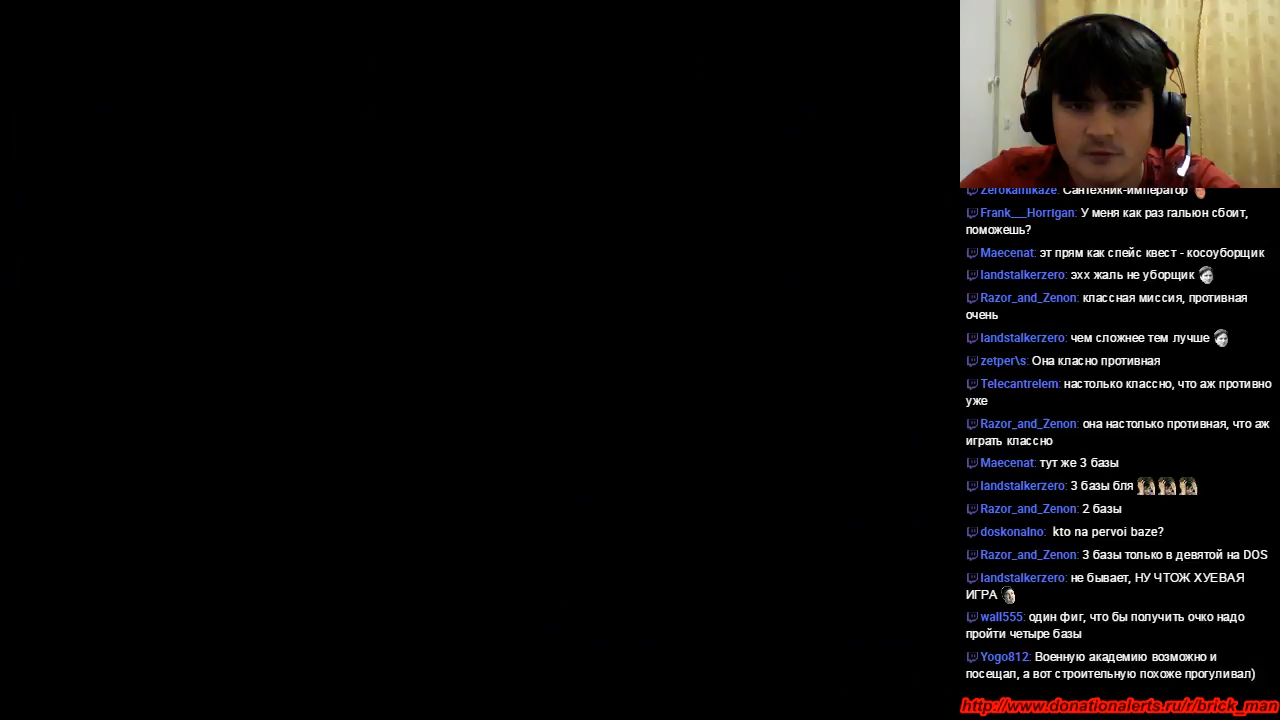 Zerokamikaze: Сантехник-император
Frank___Horrigan: У меня как раз гальюн сбоит,
поможешь?
Maecenat: эт прям как спейс квест - косоуборщик
landstalkerzero: эхх жаль не уборщик
Razor_and_Zenon: классная миссия, противная
очень
landstalkerzero: чем сложнее тем лучше
zetper\s: Она класно противная
Telecantrelem: настолько классно, что аж противно
уже
Razor_and_Zenon: она настолько противная, что аж
играть классно
Maecenat: тут же 3 базы
landstalkerzero: 3 базы бля
Razor_and_Zenon: 2 базы
doskonalno: kto na pervoi baze?
Razor_and_Zenon: 3 базы только в девятой на DOS
landstalkerzero: не бывает, НУ ЧТОЖ ХУЕВАЯ
ИГРА
wall555: один фиг, что бы получить очко надо
пройти четыре базы
Yogo812: Военную академию возможно и
посещал, а вот строительную похоже прогуливал)
http://www.donationalerts.ru/r/brick_man